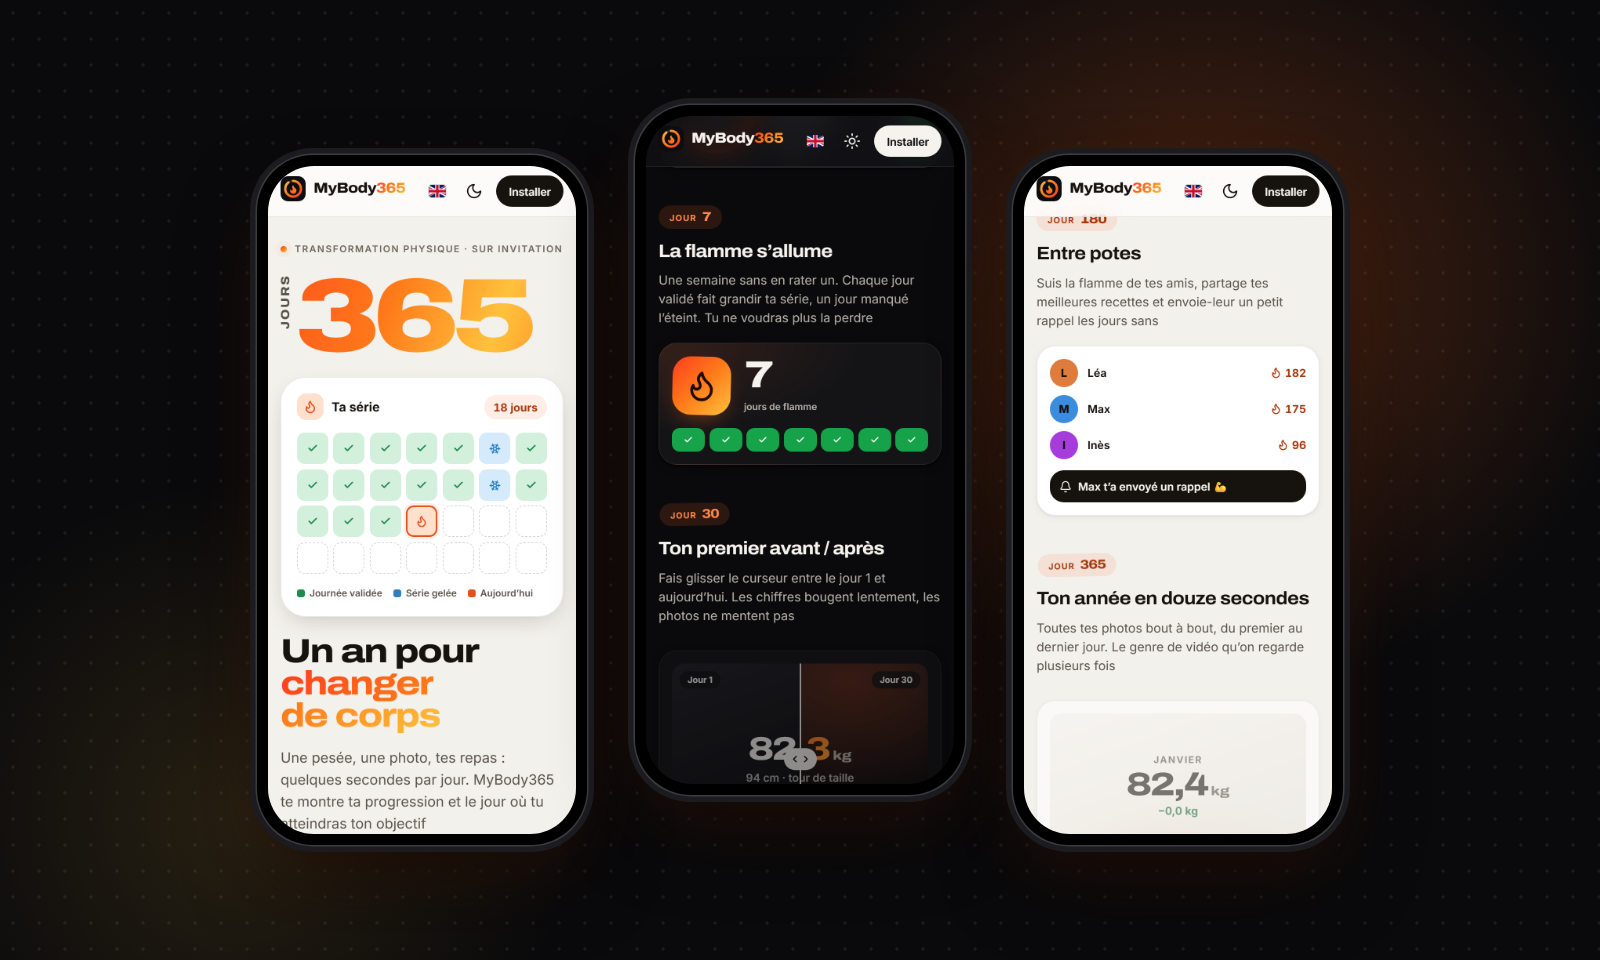 MyBody365
Installer
TRANSFORMATION PHYSIQUE · SUR INVITATION
JOURS
365
Ta série
18 jours
Journée validée
Série gelée
Aujourd’hui
Un an pour
changer
de corps
Une pesée, une photo, tes repas :
quelques secondes par jour. MyBody365
te montre ta progression et le jour où tu
atteindras ton objectif
MyBody365
Installer
JOUR 7
La flamme s’allume
Une semaine sans en rater un. Chaque jour
validé fait grandir ta série, un jour manqué
l’éteint. Tu ne voudras plus la perdre
7
jours de flamme
JOUR 30
Ton premier avant / après
Fais glisser le curseur entre le jour 1 et
aujourd’hui. Les chiffres bougent lentement, les
photos ne mentent pas
Jour 1
Jour 30
82,3 kg
94 cm · tour de taille
MyBody365
Installer
JOUR 180
Entre potes
Suis la flamme de tes amis, partage tes
meilleures recettes et envoie-leur un petit
rappel les jours sans
L Léa 182
M Max 175
I Inès 96
Max t’a envoyé un rappel 💪
JOUR 365
Ton année en douze secondes
Toutes tes photos bout à bout, du premier au
dernier jour. Le genre de vidéo qu’on regarde
plusieurs fois
JANVIER
82,4 kg
−0,0 kg